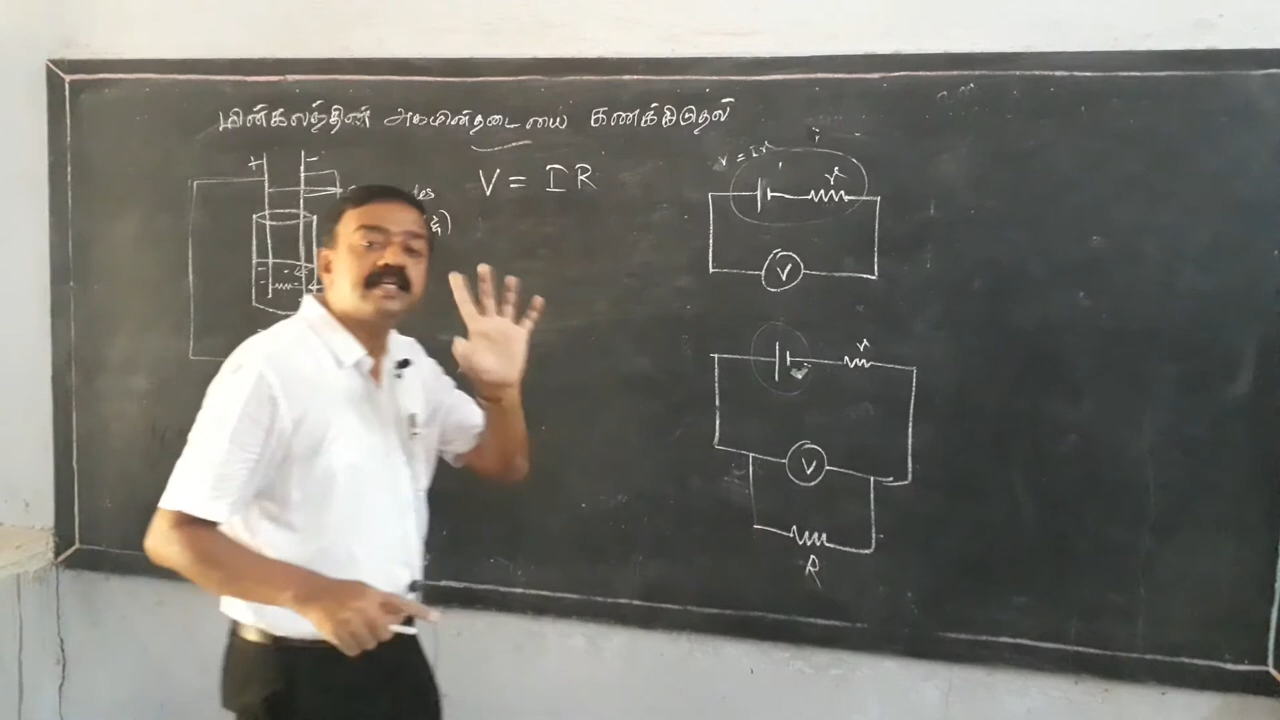 மின்கலத்தின் அகமின்தடையை கணக்கிடுதல்
+ -
V = IR
V = Ir
r
V
r
V
R